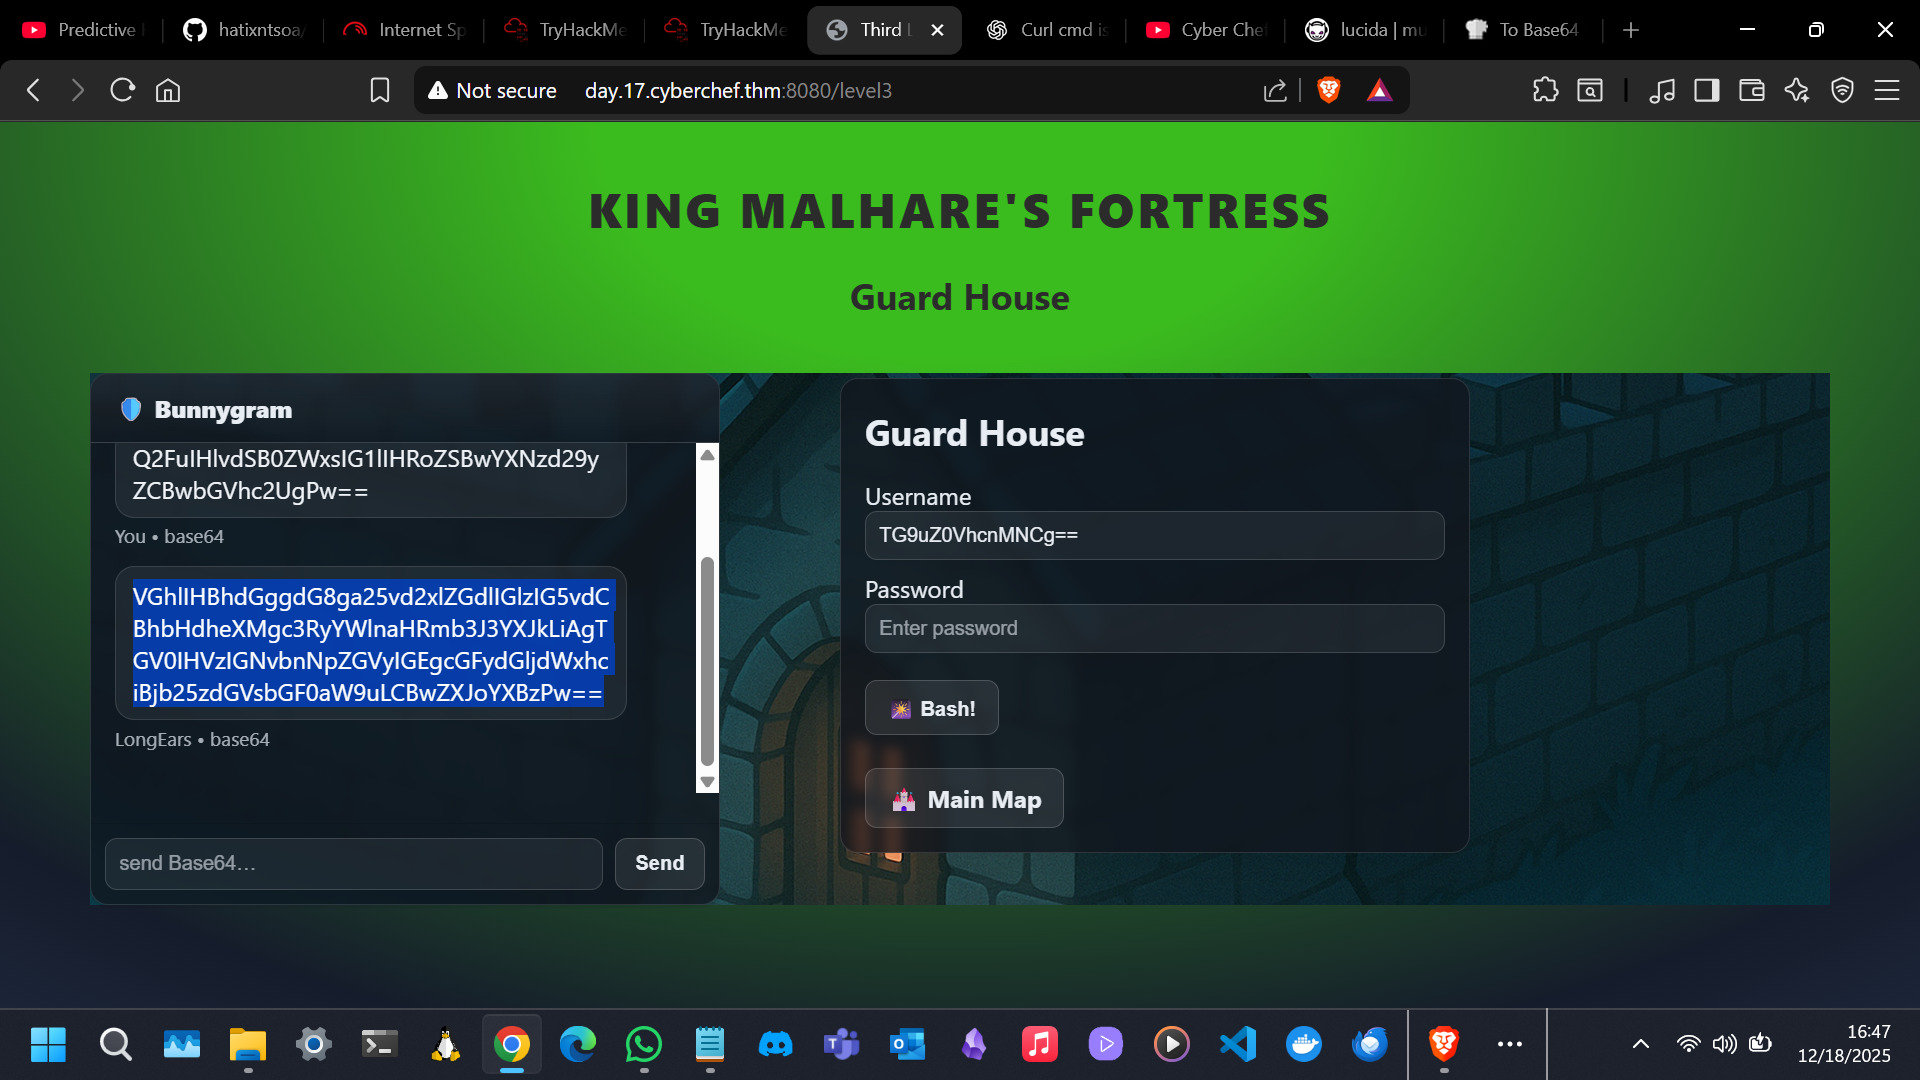 Predictive
hatixntsoa/
Internet Sp
TryHackMe
TryHackMe
Third L
Curl cmd is
Cyber Chef
lucida | mu
To Base64
Not secure
day.17.cyberchef.thm:8080/level3
KING MALHARE'S FORTRESS
Guard House
Bunnygram
Q2FuIHlvdSB0ZWxsIG1lIHRoZSBwYXNzd29y
ZCBwbGVhc2UgPw==
You • base64
VGhlIHBhdGggdG8ga25vd2xlZGdlIGlzIG5vdC
BhbHdheXMgc3RyYWlnaHRmb3J3YXJkLiAgT
GV0IHVzIGNvbnNpZGVyIGEgcGFydGljdWxhc
iBjb25zdGVsbGF0aW9uLCBwZXJoYXBzPw==
LongEars • base64
send Base64...
Send
Guard House
Username
TG9uZ0VhcnMNCg==
Password
Enter password
Bash!
Main Map
16:47
12/18/2025